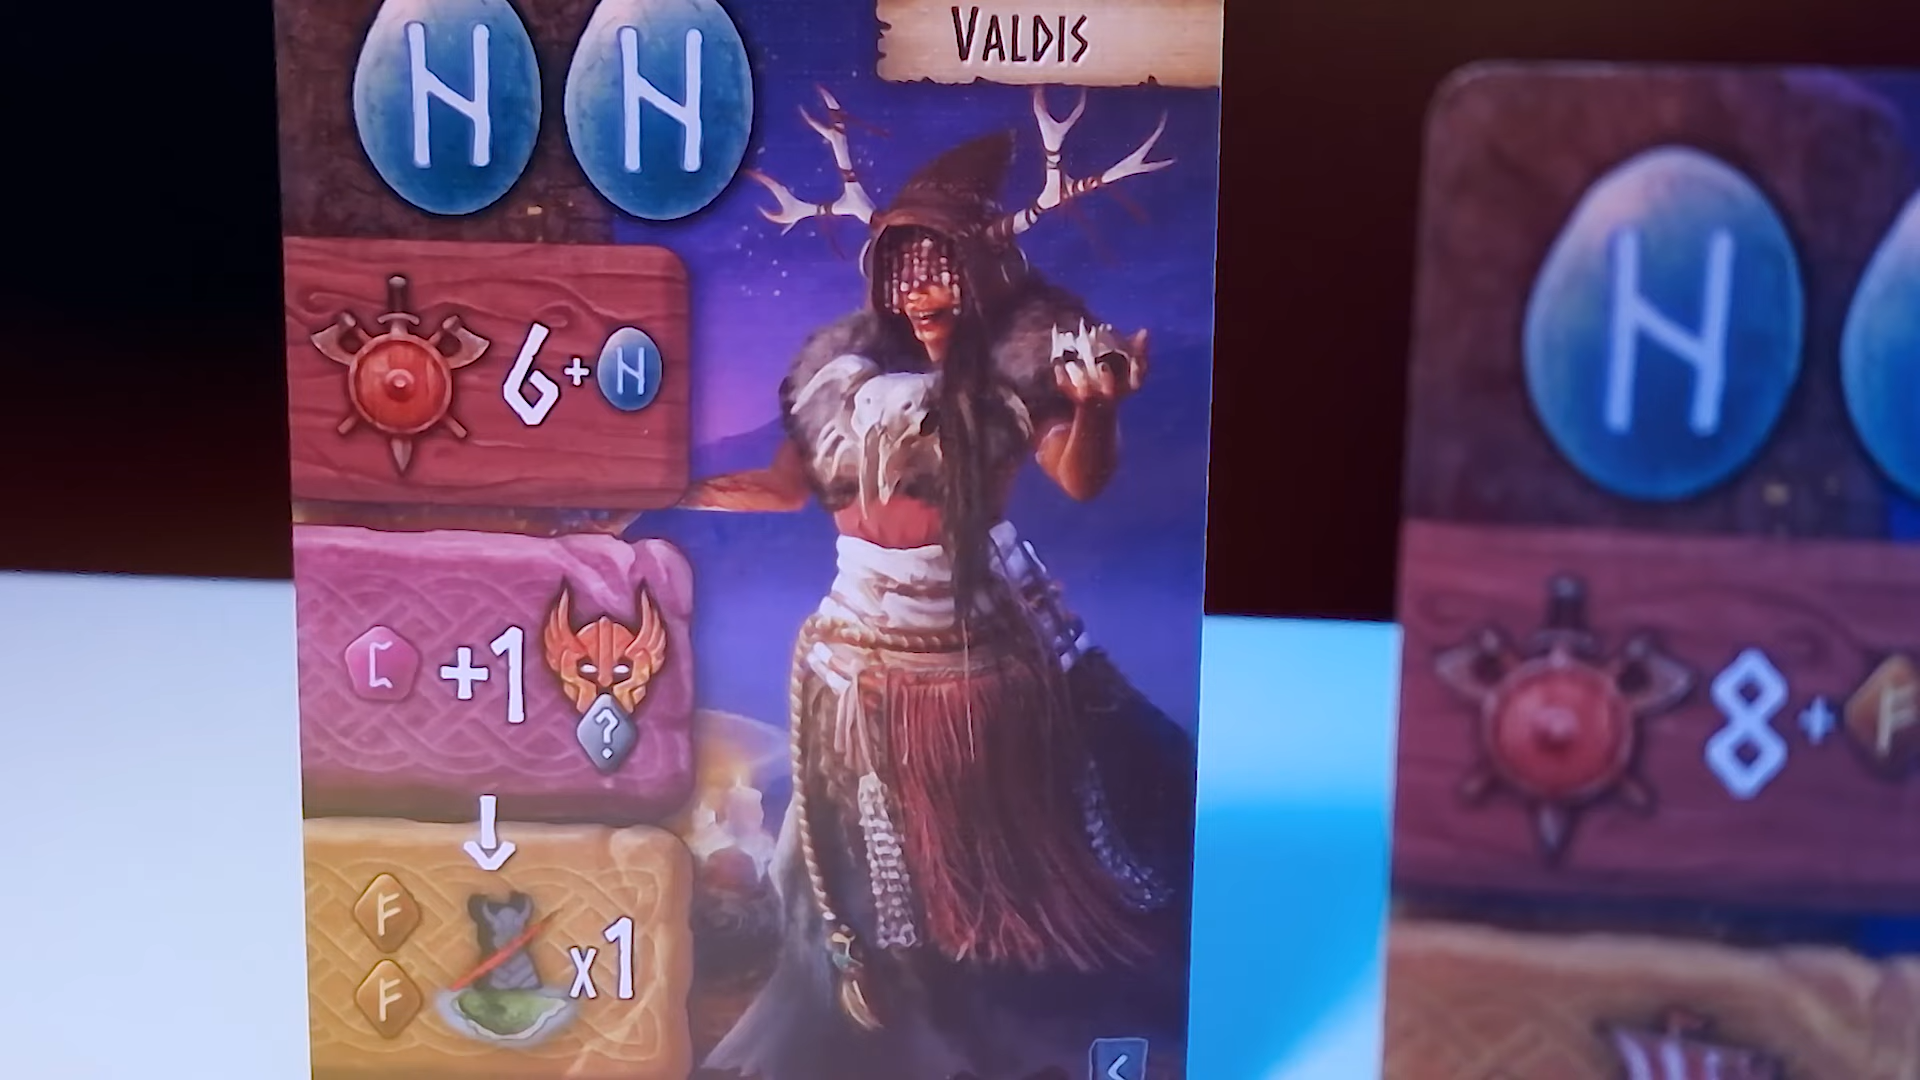 VALDIS
ᚺ ᚺ
6+ᚺ
ᛈ +1
?
ᚠ
ᚠ x1
ᚲ
ᚺ
8+ᚠ